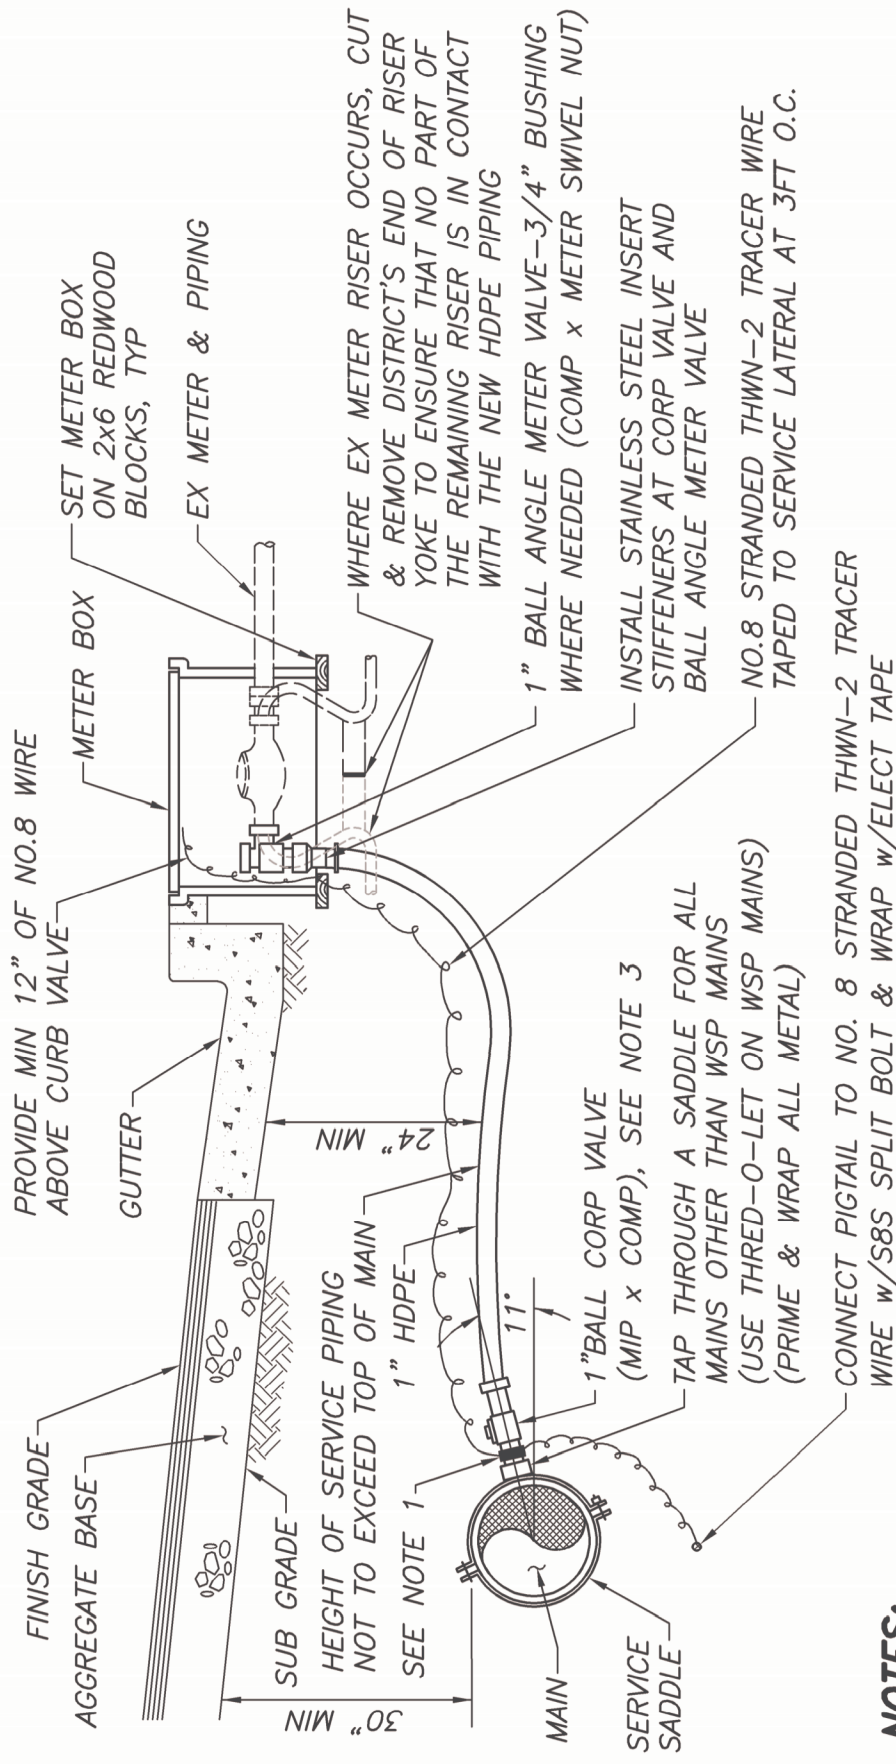 PROVIDE MIN 12" OF NO.8 WIRE
ABOVE CURB VALVE
METER BOX
SET METER BOX
ON 2x6 REDWOOD
BLOCKS, TYP
EX METER & PIPING
GUTTER
FINISH GRADE
AGGREGATE BASE
SUB GRADE
WHERE EX METER RISER OCCURS, CUT
& REMOVE DISTRICT'S END OF RISER
YOKE TO ENSURE THAT NO PART OF
THE REMAINING RISER IS IN CONTACT
WITH THE NEW HDPE PIPING
30" MIN
24" MIN
HEIGHT OF SERVICE PIPING
NOT TO EXCEED TOP OF MAIN
1" HDPE
SEE NOTE 1
11°
1" BALL ANGLE METER VALVE-3/4" BUSHING
WHERE NEEDED (COMP x METER SWIVEL NUT)
INSTALL STAINLESS STEEL INSERT
STIFFENERS AT CORP VALVE AND
BALL ANGLE METER VALVE
NO.8 STRANDED THWN-2 TRACER WIRE
TAPED TO SERVICE LATERAL AT 3FT O.C.
MAIN
SERVICE
SADDLE
1"BALL CORP VALVE
(MIP x COMP), SEE NOTE 3
TAP THROUGH A SADDLE FOR ALL
MAINS OTHER THAN WSP MAINS
(USE THRED-O-LET ON WSP MAINS)
(PRIME & WRAP ALL METAL)
CONNECT PIGTAIL TO NO. 8 STRANDED THWN-2 TRACER
WIRE w/S8S SPLIT BOLT & WRAP w/ELECT TAPE
NOTES: